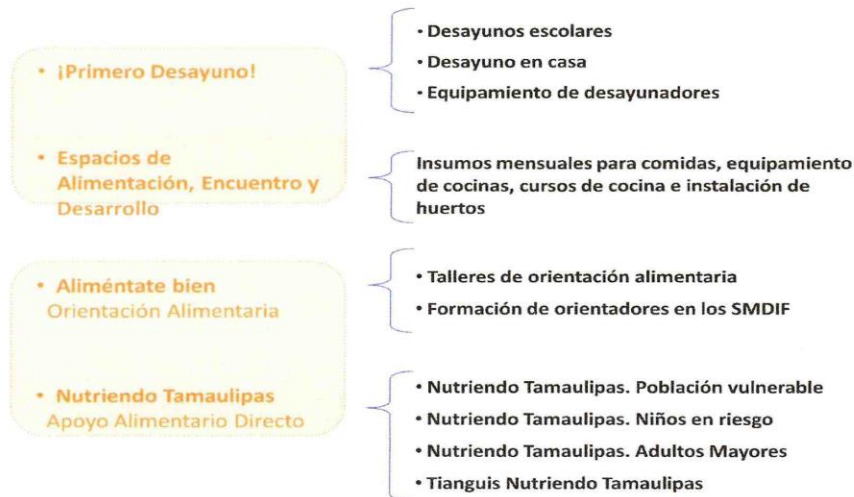 • ¡Primero Desayuno!
• Desayunos escolares
• Desayuno en casa
• Equipamiento de desayunadores
• Espacios de
Alimentación, Encuentro y
Desarrollo
Insumos mensuales para comidas, equipamiento
de cocinas, cursos de cocina e instalación de
huertos
• Aliméntate bien
Orientación Alimentaria
• Talleres de orientación alimentaria
• Formación de orientadores en los SMDIF
• Nutriendo Tamaulipas
Apoyo Alimentario Directo
• Nutriendo Tamaulipas. Población vulnerable
• Nutriendo Tamaulipas. Niños en riesgo
• Nutriendo Tamaulipas. Adultos Mayores
• Tianguis Nutriendo Tamaulipas